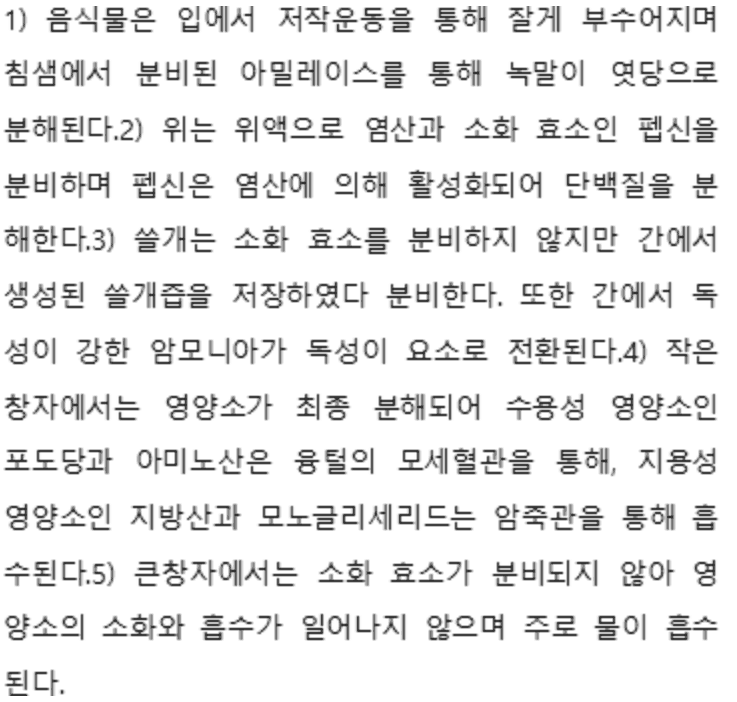 1) 음식물은 입에서 저작운동을 통해 잘게 부수어지며
침샘에서 분비된 아밀레이스를 통해 녹말이 엿당으로
분해된다.2) 위는 위액으로 염산과 소화 효소인 펩신을
분비하며 펩신은 염산에 의해 활성화되어 단백질을 분
해한다.3) 쓸개는 소화 효소를 분비하지 않지만 간에서
생성된 쓸개즙을 저장하였다 분비한다. 또한 간에서 독
성이 강한 암모니아가 독성이 요소로 전환된다.4) 작은
창자에서는 영양소가 최종 분해되어 수용성 영양소인
포도당과 아미노산은 융털의 모세혈관을 통해, 지용성
영양소인 지방산과 모노글리세리드는 암죽관을 통해 흡
수된다.5) 큰창자에서는 소화 효소가 분비되지 않아 영
양소의 소화와 흡수가 일어나지 않으며 주로 물이 흡수
된다.